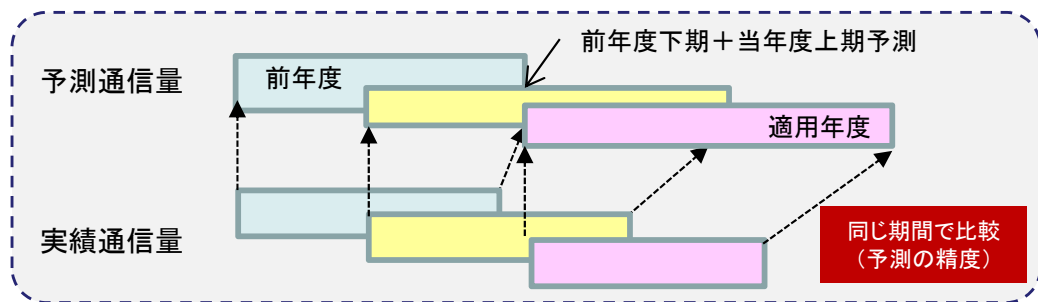 前年度下期＋当年度上期予測
予測通信量
前年度
適用年度
実績通信量
同じ期間で比較
（予測の精度）